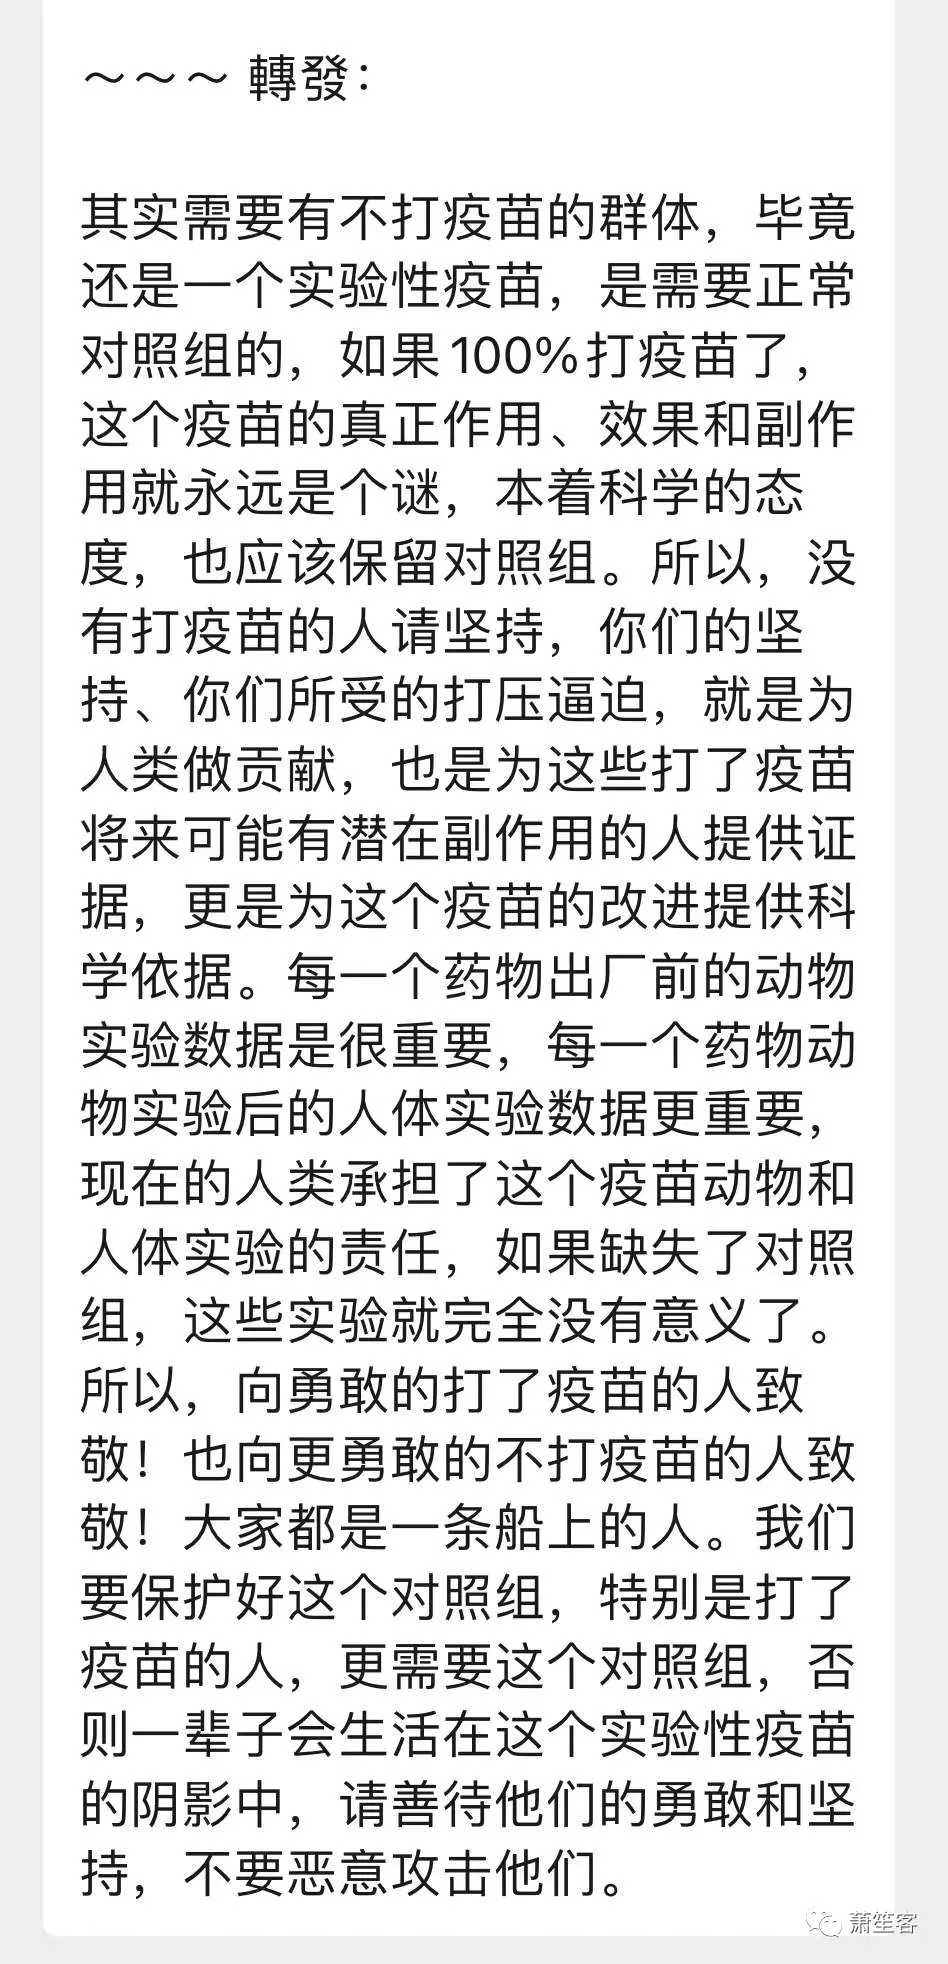 ～～～ 轉發：
其实需要有不打疫苗的群体，毕竟
还是一个实验性疫苗，是需要正常
对照组的，如果100%打疫苗了，
这个疫苗的真正作用、效果和副作
用就永远是个谜，本着科学的态
度，也应该保留对照组。所以，没
有打疫苗的人请坚持，你们的坚
持、你们所受的打压逼迫，就是为
人类做贡献，也是为这些打了疫苗
将来可能有潜在副作用的人提供证
据，更是为这个疫苗的改进提供科
学依据。每一个药物出厂前的动物
实验数据是很重要，每一个药物动
物实验后的人体实验数据更重要，
现在的人类承担了这个疫苗动物和
人体实验的责任，如果缺失了对照
组，这些实验就完全没有意义了。
所以，向勇敢的打了疫苗的人致
敬！也向更勇敢的不打疫苗的人致
敬！大家都是一条船上的人。我们
要保护好这个对照组，特别是打了
疫苗的人，更需要这个对照组，否
则一辈子会生活在这个实验性疫苗
的阴影中，请善待他们的勇敢和坚
持，不要恶意攻击他们。
萧笙客